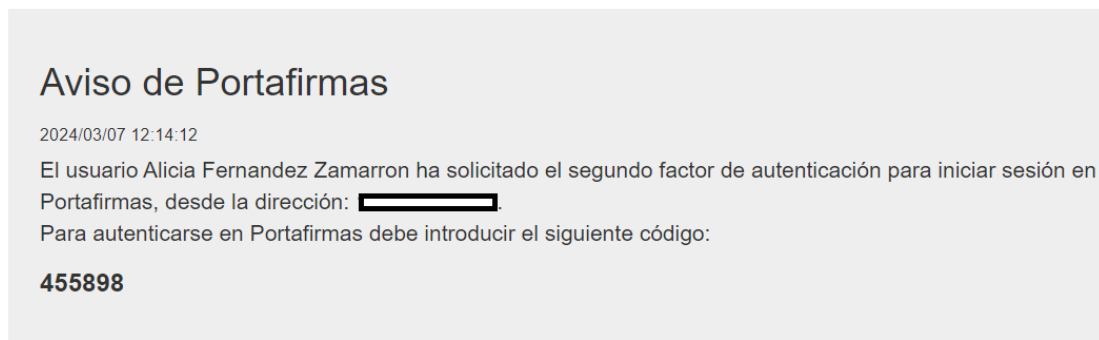 Aviso de Portafirmas
2024/03/07 12:14:12
El usuario Alicia Fernandez Zamarron ha solicitado el segundo factor de autenticación para iniciar sesión en
Portafirmas, desde la dirección: .
Para autenticarse en Portafirmas debe introducir el siguiente código:
455898